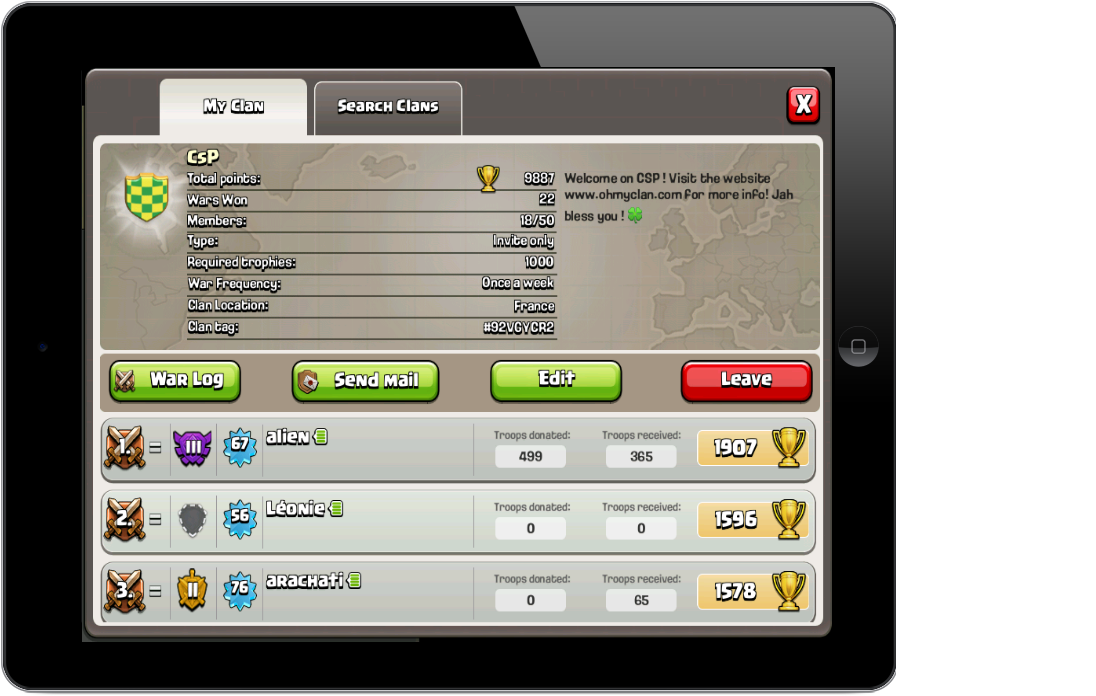 My Clan
Search Clans
X
CsP
Total points: 9887
Wars Won 22
Members: 18/50
Type: Invite only
Required trophies: 1000
War Frequency: Once a week
Clan Location: France
Clan tag: #92VGYCR2
Welcome on CSP ! Visit the website
www.ohmyclan.com for more info! Jah
bless you !
War Log
Send mail
Edit
Leave
1. = III 67 alien Troops donated: 499 Troops received: 365 1907
2. = 56 Léonie Troops donated: 0 Troops received: 0 1596
3. = II 76 arachati Troops donated: 0 Troops received: 65 1578